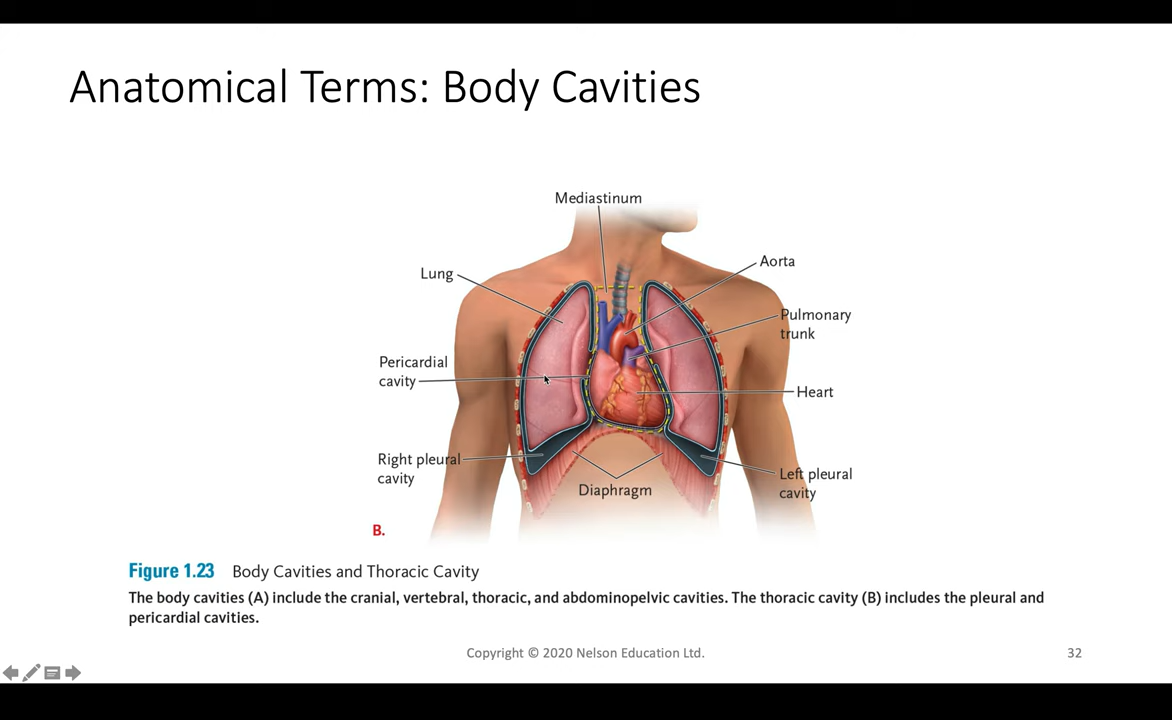 Anatomical Terms: Body Cavities
Mediastinum
Lung
Aorta
Pulmonary
trunk
Pericardial
cavity
Heart
Right pleural
cavity
Diaphragm
Left pleural
cavity
B.
Figure 1.23 Body Cavities and Thoracic Cavity
The body cavities (A) include the cranial, vertebral, thoracic, and abdominopelvic cavities. The thoracic cavity (B) includes the pleural and
pericardial cavities.
Copyright © 2020 Nelson Education Ltd.
32